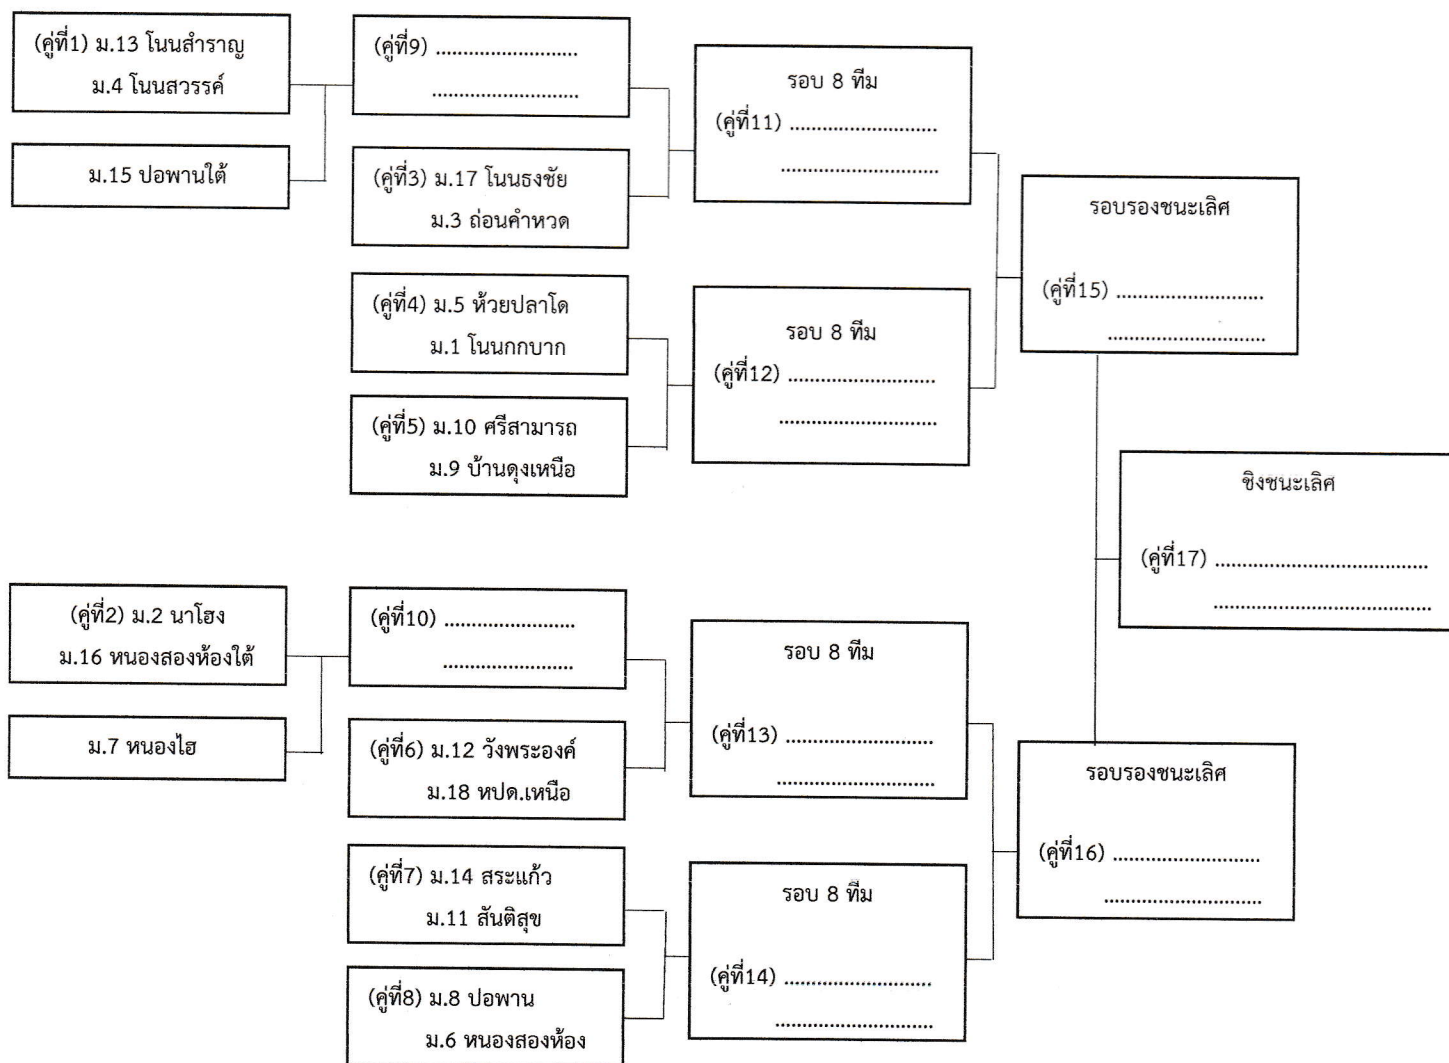 (คู่ที่1) ม.13 โนนสำราญ
ม.4 โนนสวรรค์
ม.15 ปอพานใต้
(คู่ที่9) ............................
............................
(คู่ที่3) ม.17 โนนธงชัย
ม.3 ถ่อนคำหวด
(คู่ที่4) ม.5 ห้วยปลาโด
ม.1 โนนกกบาก
(คู่ที่5) ม.10 ศรีสามารถ
ม.9 บ้านดุงเหนือ
รอบ 8 ทีม
(คู่ที่11) ............................
............................
รอบ 8 ทีม
(คู่ที่12) ............................
............................
รอบรองชนะเลิศ
(คู่ที่15) ............................
............................
ชิงชนะเลิศ
(คู่ที่17) ............................
............................
(คู่ที่2) ม.2 นาโฮง
ม.16 หนองสองห้องใต้
ม.7 หนองไฮ
(คู่ที่10) .........................
.........................
(คู่ที่6) ม.12 วังพระองค์
ม.18 หปด.เหนือ
(คู่ที่7) ม.14 สระแก้ว
ม.11 สันติสุข
(คู่ที่8) ม.8 ปอพาน
ม.6 หนองสองห้อง
รอบ 8 ทีม
(คู่ที่13) ............................
............................
รอบ 8 ทีม
(คู่ที่14) ............................
............................
รอบรองชนะเลิศ
(คู่ที่16) ............................
............................